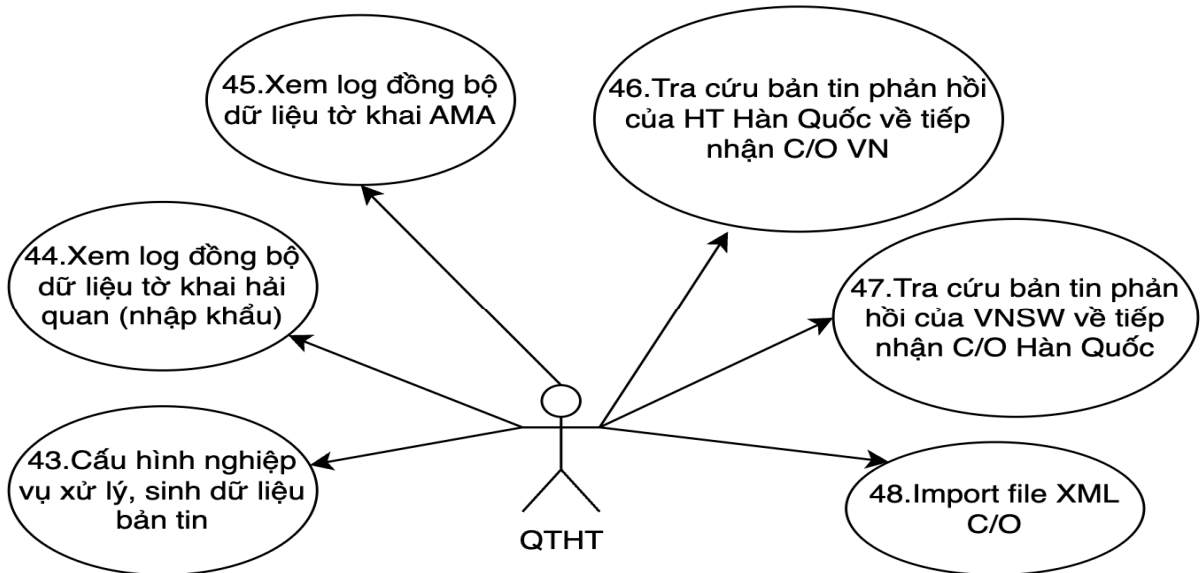 45.Xem log đồng bộ
dữ liệu tờ khai AMA
46.Tra cứu bản tin phản hồi
của HT Hàn Quốc về tiếp
nhận C/O VN
44.Xem log đồng bộ
dữ liệu tờ khai hải
quan (nhập khẩu)
47.Tra cứu bản tin phản
hồi của VNSW về tiếp
nhận C/O Hàn Quốc
43.Cấu hình nghiệp
vụ xử lý, sinh dữ liệu
bản tin
48.Import file XML
C/O
QTHT